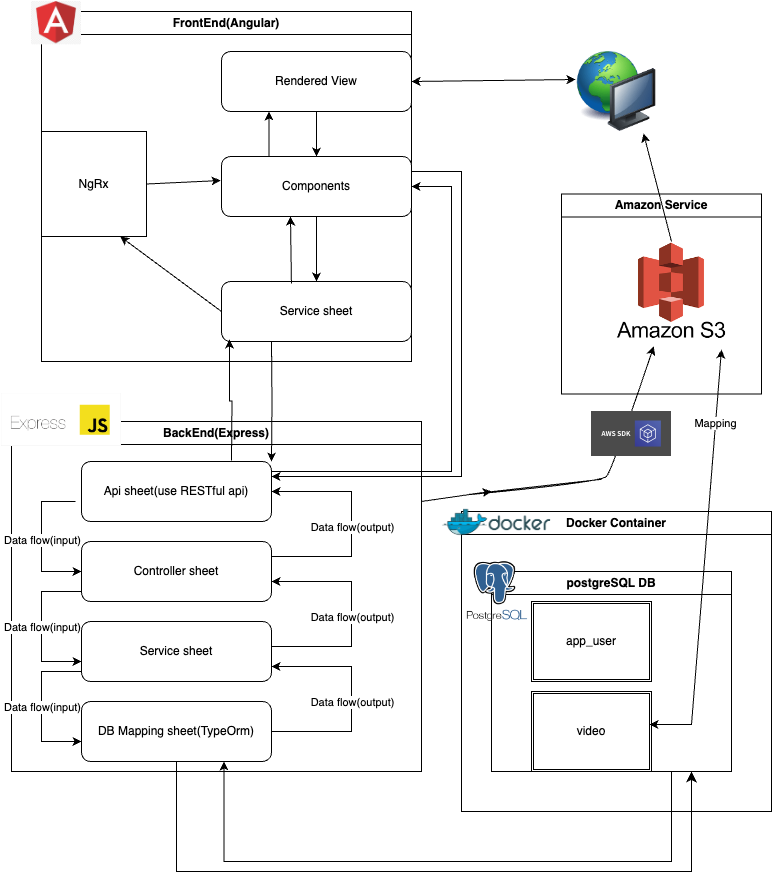 FrontEnd(Angular)
Rendered View
NgRx
Components
Service sheet
Amazon Service
Amazon S3
Mapping
AWS SDK
Express
JS
BackEnd(Express)
Api sheet(use RESTful api)
Data flow(output)
Data flow(input)
Controller sheet
Data flow(output)
Data flow(input)
Service sheet
Data flow(output)
Data flow(input)
DB Mapping sheet(TypeOrm)
docker
Docker Container
postgreSQL DB
PostgreSQL
app_user
video